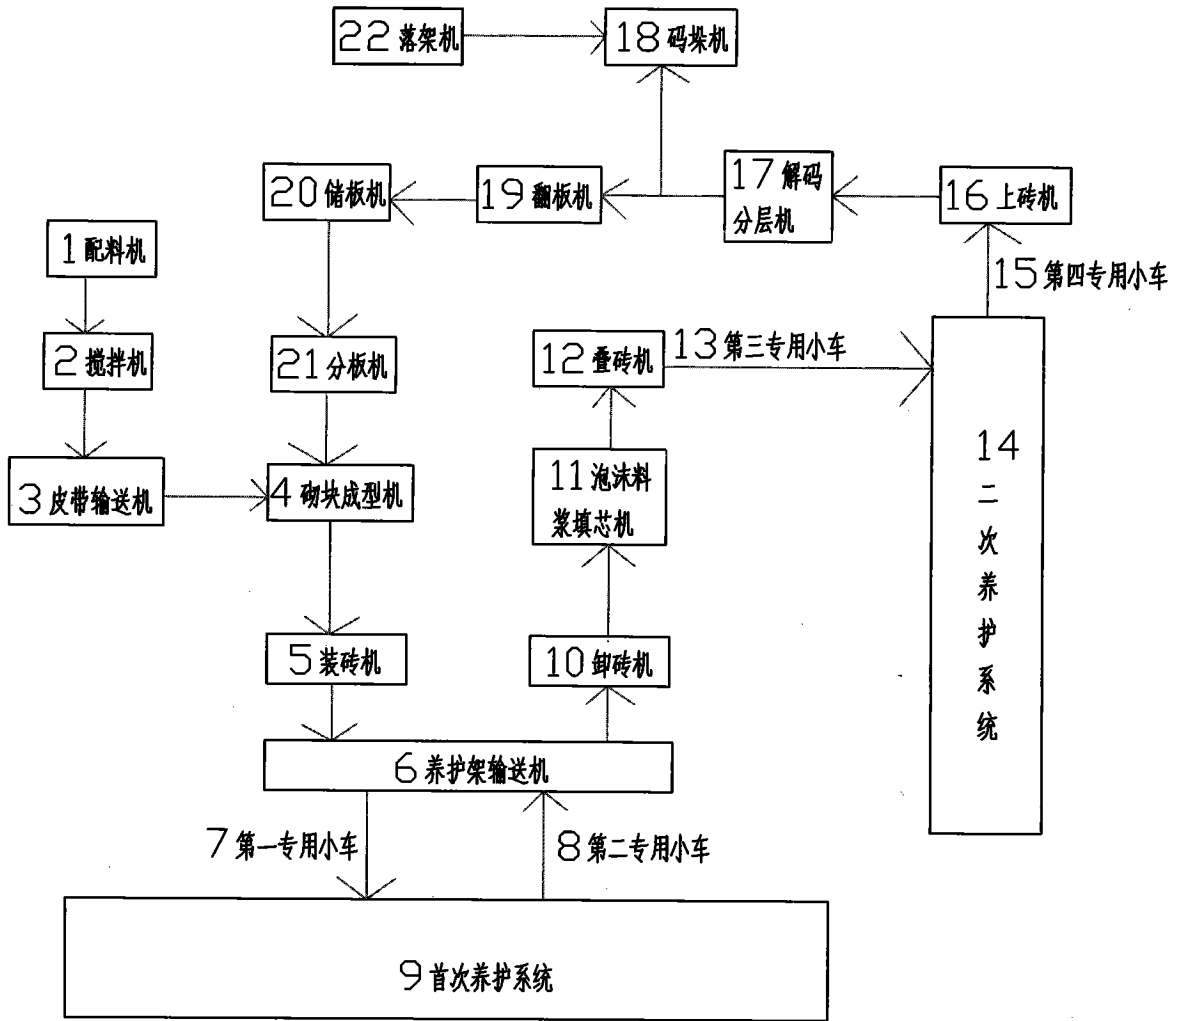 22 落架机
18 码垛机
20 储板机
19 翻板机
17 解码
分层机
16 上砖机
1 配料机
15 第四专用小车
2 搅拌机
21 分板机
12 叠砖机
13 第三专用小车
3 皮带输送机
4 砌块成型机
11 泡沫料
浆填芯机
14
二
次
养
护
系
统
5 装砖机
10 卸砖机
6 养护架输送机
7 第一专用小车
8 第二专用小车
9 首次养护系统